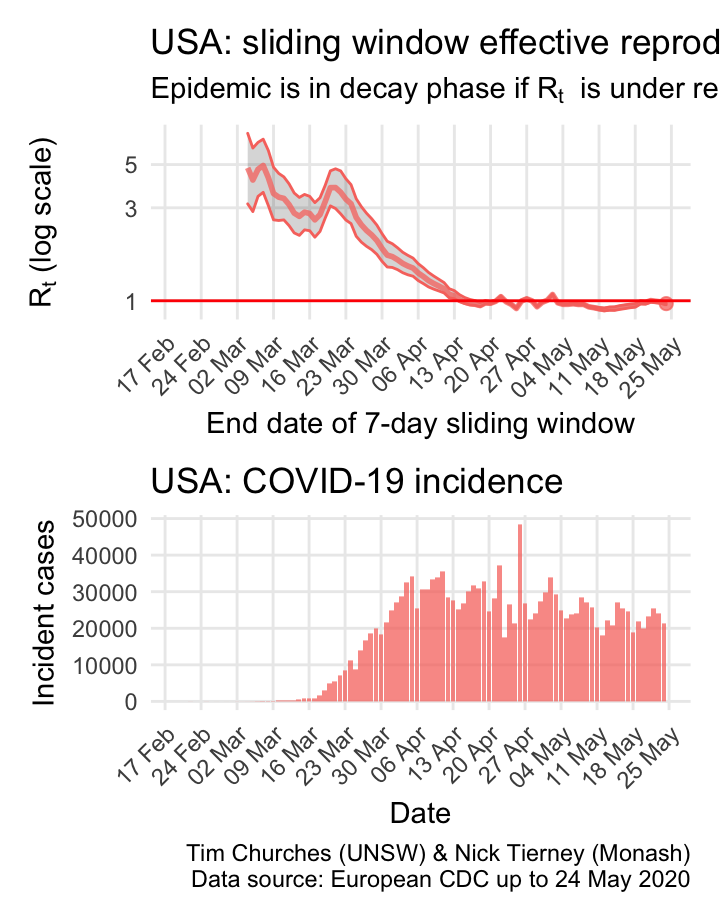 USA: sliding window effective reprod
Epidemic is in decay phase if Rt is under re
Rt (log scale)
5
3
1
17 Feb
24 Feb
02 Mar
09 Mar
16 Mar
23 Mar
30 Mar
06 Apr
13 Apr
20 Apr
27 Apr
04 May
11 May
18 May
25 May
End date of 7-day sliding window
USA: COVID-19 incidence
Incident cases
50000
40000
30000
20000
10000
0
17 Feb
24 Feb
02 Mar
09 Mar
16 Mar
23 Mar
30 Mar
06 Apr
13 Apr
20 Apr
27 Apr
04 May
11 May
18 May
25 May
Date
Tim Churches (UNSW) & Nick Tierney (Monash)
Data source: European CDC up to 24 May 2020